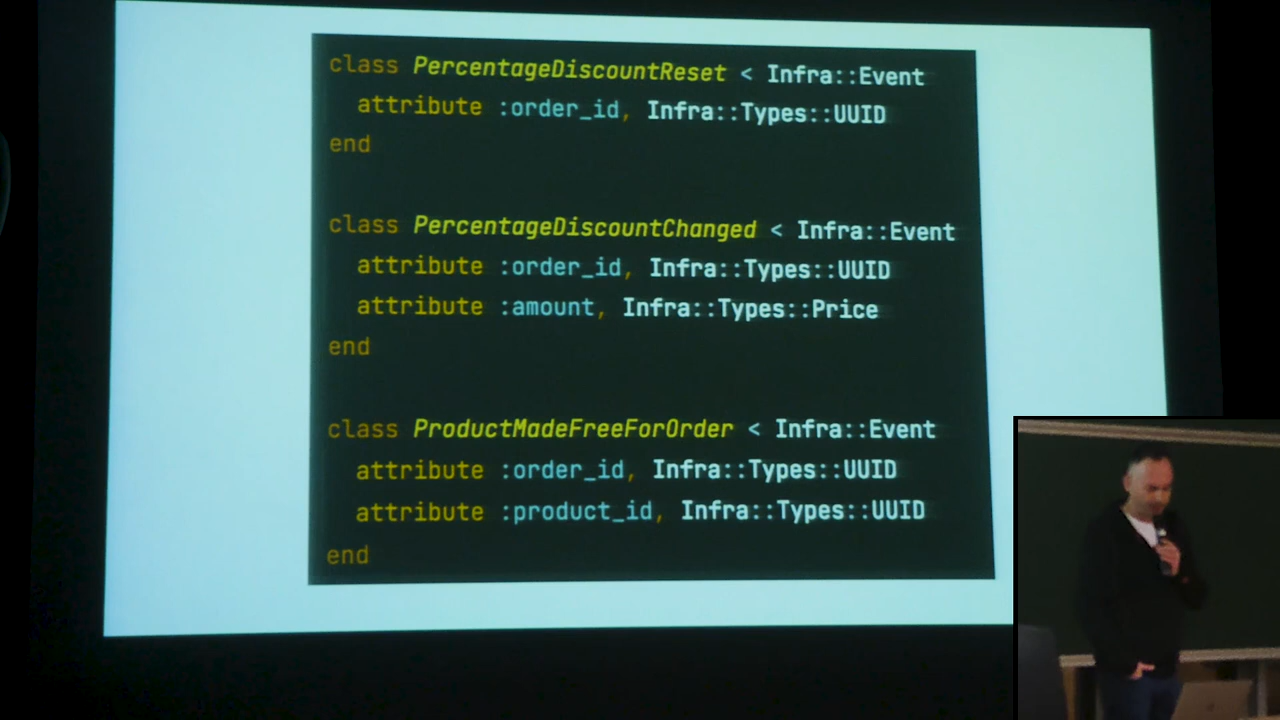 class PercentageDiscountReset < Infra::Event
attribute :order_id, Infra::Types::UUID
end
class PercentageDiscountChanged < Infra::Event
attribute :order_id, Infra::Types::UUID
attribute :amount, Infra::Types::Price
end
class ProductMadeFreeForOrder < Infra::Event
attribute :order_id, Infra::Types::UUID
attribute :product_id, Infra::Types::UUID
end